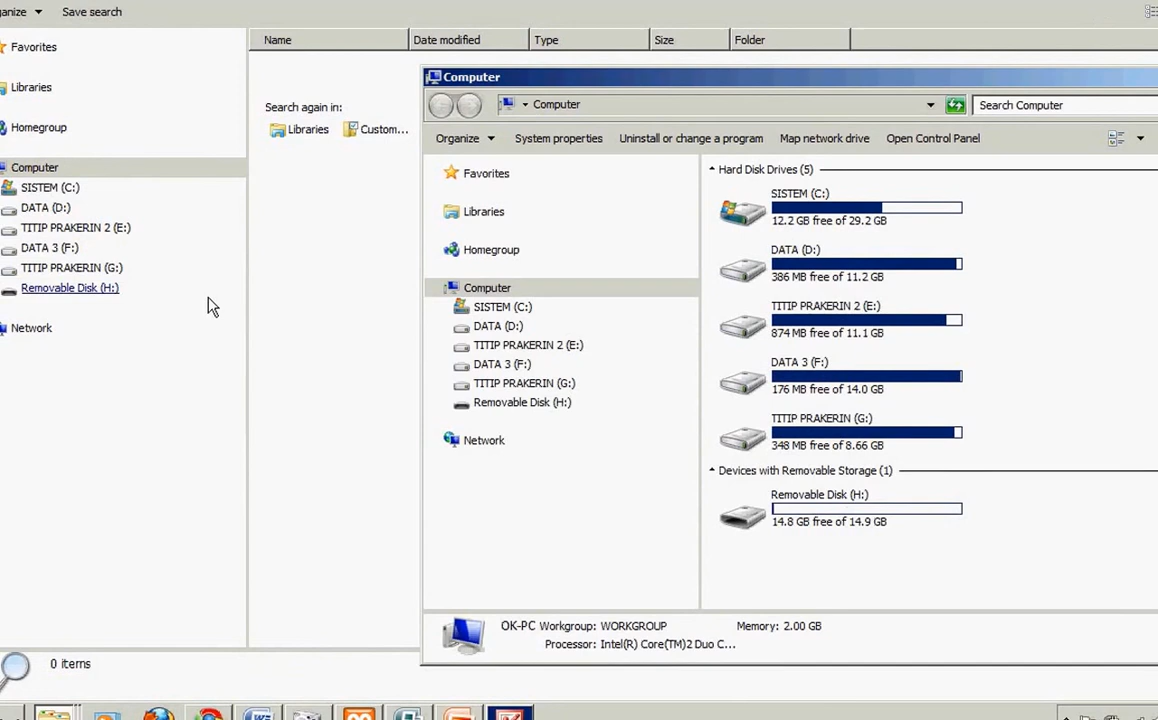 ganize Save search
Favorites
Libraries
Homegroup
Computer
SISTEM (C:)
DATA (D:)
TITIP PRAKERIN 2 (E:)
DATA 3 (F:)
TITIP PRAKERIN (G:)
Removable Disk (H:)
Network
0 items
Name Date modified Type Size Folder
Search again in:
Libraries Custom...
Computer
Computer Search Computer
Organize System properties Uninstall or change a program Map network drive Open Control Panel
Favorites
Libraries
Homegroup
Computer
SISTEM (C:)
DATA (D:)
TITIP PRAKERIN 2 (E:)
DATA 3 (F:)
TITIP PRAKERIN (G:)
Removable Disk (H:)
Network
Hard Disk Drives (5)
SISTEM (C:)
12.2 GB free of 29.2 GB
DATA (D:)
386 MB free of 11.2 GB
TITIP PRAKERIN 2 (E:)
874 MB free of 11.1 GB
DATA 3 (F:)
176 MB free of 14.0 GB
TITIP PRAKERIN (G:)
348 MB free of 8.66 GB
Devices with Removable Storage (1)
Removable Disk (H:)
14.8 GB free of 14.9 GB
OK-PC Workgroup: WORKGROUP Memory: 2.00 GB
Processor: Intel(R) Core(TM)2 Duo C...